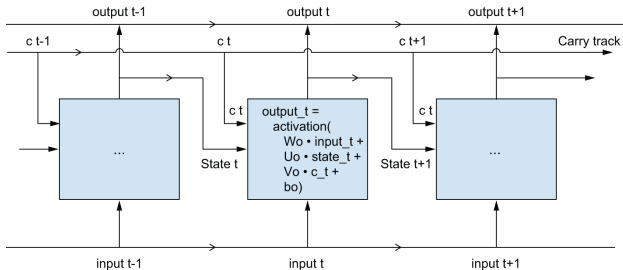 output t-1
output t
output t+1
c t-1
c t
c t+1
Carry track
c t
c t
...
output_t =
activation(
Wo • input_t +
Uo • state_t +
Vo • c_t +
bo)
...
State t
State t+1
input t-1
input t
input t+1